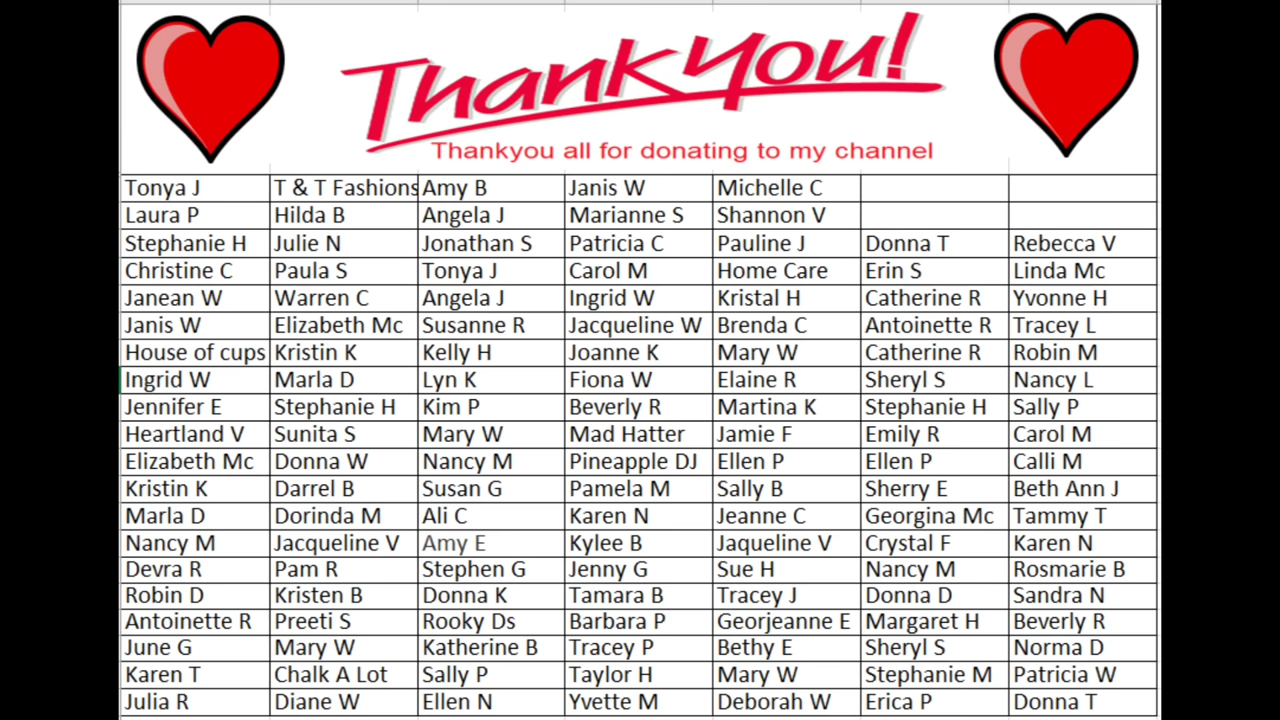 Thank You!
Thankyou all for donating to my channel
Tonya J T & T Fashions Amy B Janis W Michelle C
Laura P Hilda B Angela J Marianne S Shannon V
Stephanie H Julie N Jonathan S Patricia C Pauline J Donna T Rebecca V
Christine C Paula S Tonya J Carol M Home Care Erin S Linda Mc
Janean W Warren C Angela J Ingrid W Kristal H Catherine R Yvonne H
Janis W Elizabeth Mc Susanne R Jacqueline W Brenda C Antoinette R Tracey L
House of cups Kristin K Kelly H Joanne K Mary W Catherine R Robin M
Ingrid W Marla D Lyn K Fiona W Elaine R Sheryl S Nancy L
Jennifer E Stephanie H Kim P Beverly R Martina K Stephanie H Sally P
Heartland V Sunita S Mary W Mad Hatter Jamie F Emily R Carol M
Elizabeth Mc Donna W Nancy M Pineapple DJ Ellen P Ellen P Calli M
Kristin K Darrel B Susan G Pamela M Sally B Sherry E Beth Ann J
Marla D Dorinda M Ali C Karen N Jeanne C Georgina Mc Tammy T
Nancy M Jacqueline V Amy E Kylee B Jaqueline V Crystal F Karen N
Devra R Pam R Stephen G Jenny G Sue H Nancy M Rosmarie B
Robin D Kristen B Donna K Tamara B Tracey J Donna D Sandra N
Antoinette R Preeti S Rooky Ds Barbara P Georjeanne E Margaret H Beverly R
June G Mary W Katherine B Tracey P Bethy E Sheryl S Norma D
Karen T Chalk A Lot Sally P Taylor H Mary W Stephanie M Patricia W
Julia R Diane W Ellen N Yvette M Deborah W Erica P Donna T